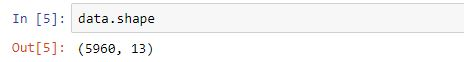 In [5]: data.shape
Out[5]: (5960, 13)